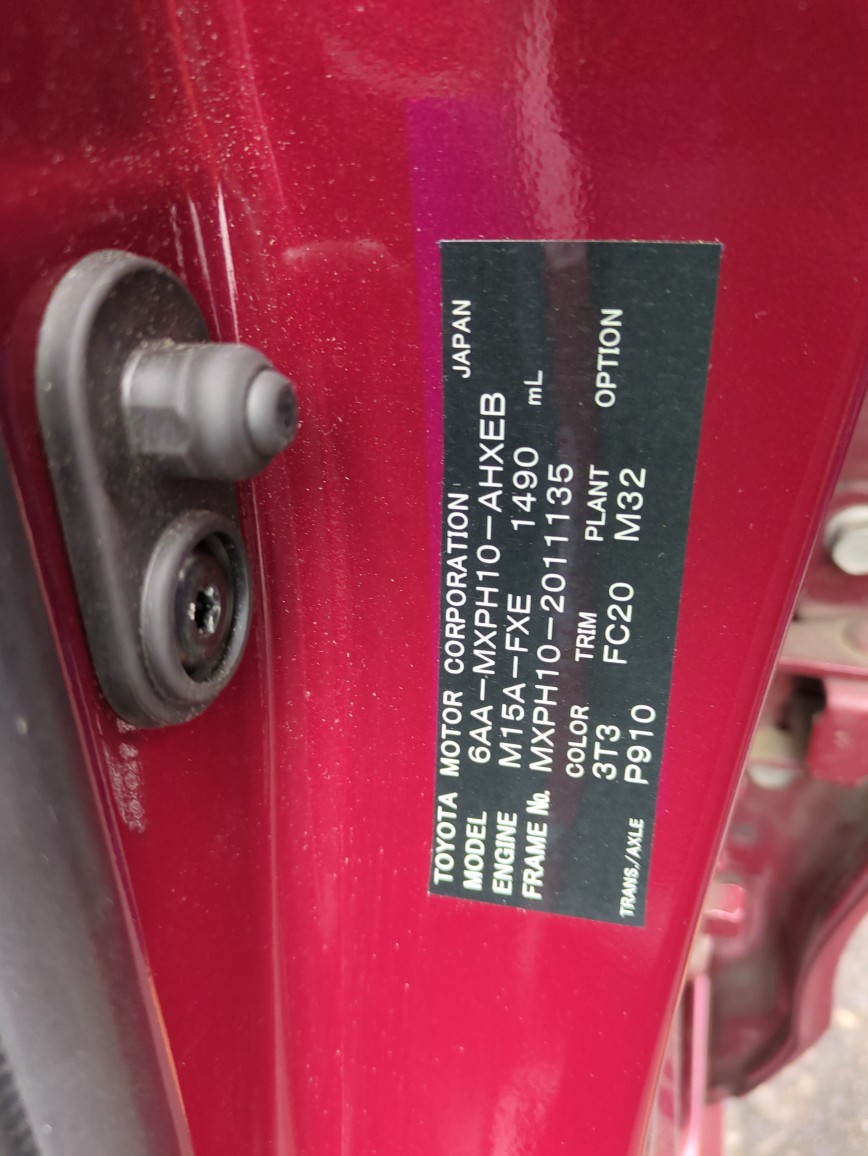 TOYOTA MOTOR CORPORATION JAPAN
MODEL 6AA-MXPH10-AHXEB
ENGINE M15A-FXE 1490 mL
FRAME No. MXPH10-2011135
COLOR TRIM PLANT OPTION
3T3 FC20 M32
TRANS./AXLE P910